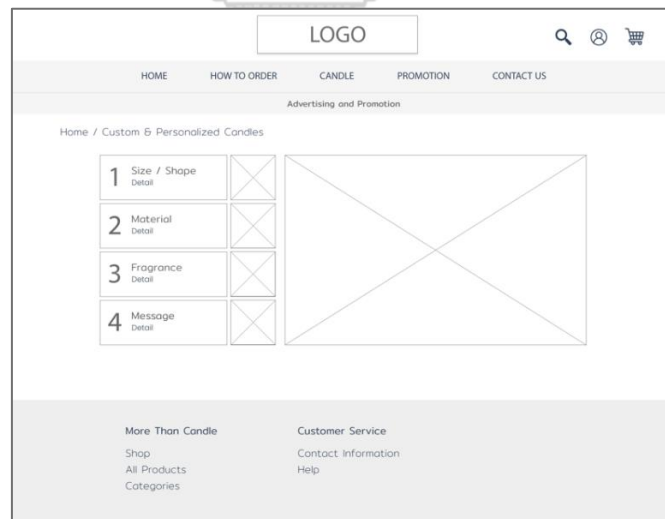 LOGO
HOME HOW TO ORDER CANDLE PROMOTION CONTACT US
Advertising and Promotion
Home / Custom & Personalized Candles
1 Size / Shape
Detail
2 Material
Detail
3 Fragrance
Detail
4 Message
Detail
More Than Candle
Shop
All Products
Categories
Customer Service
Contact Information
Help